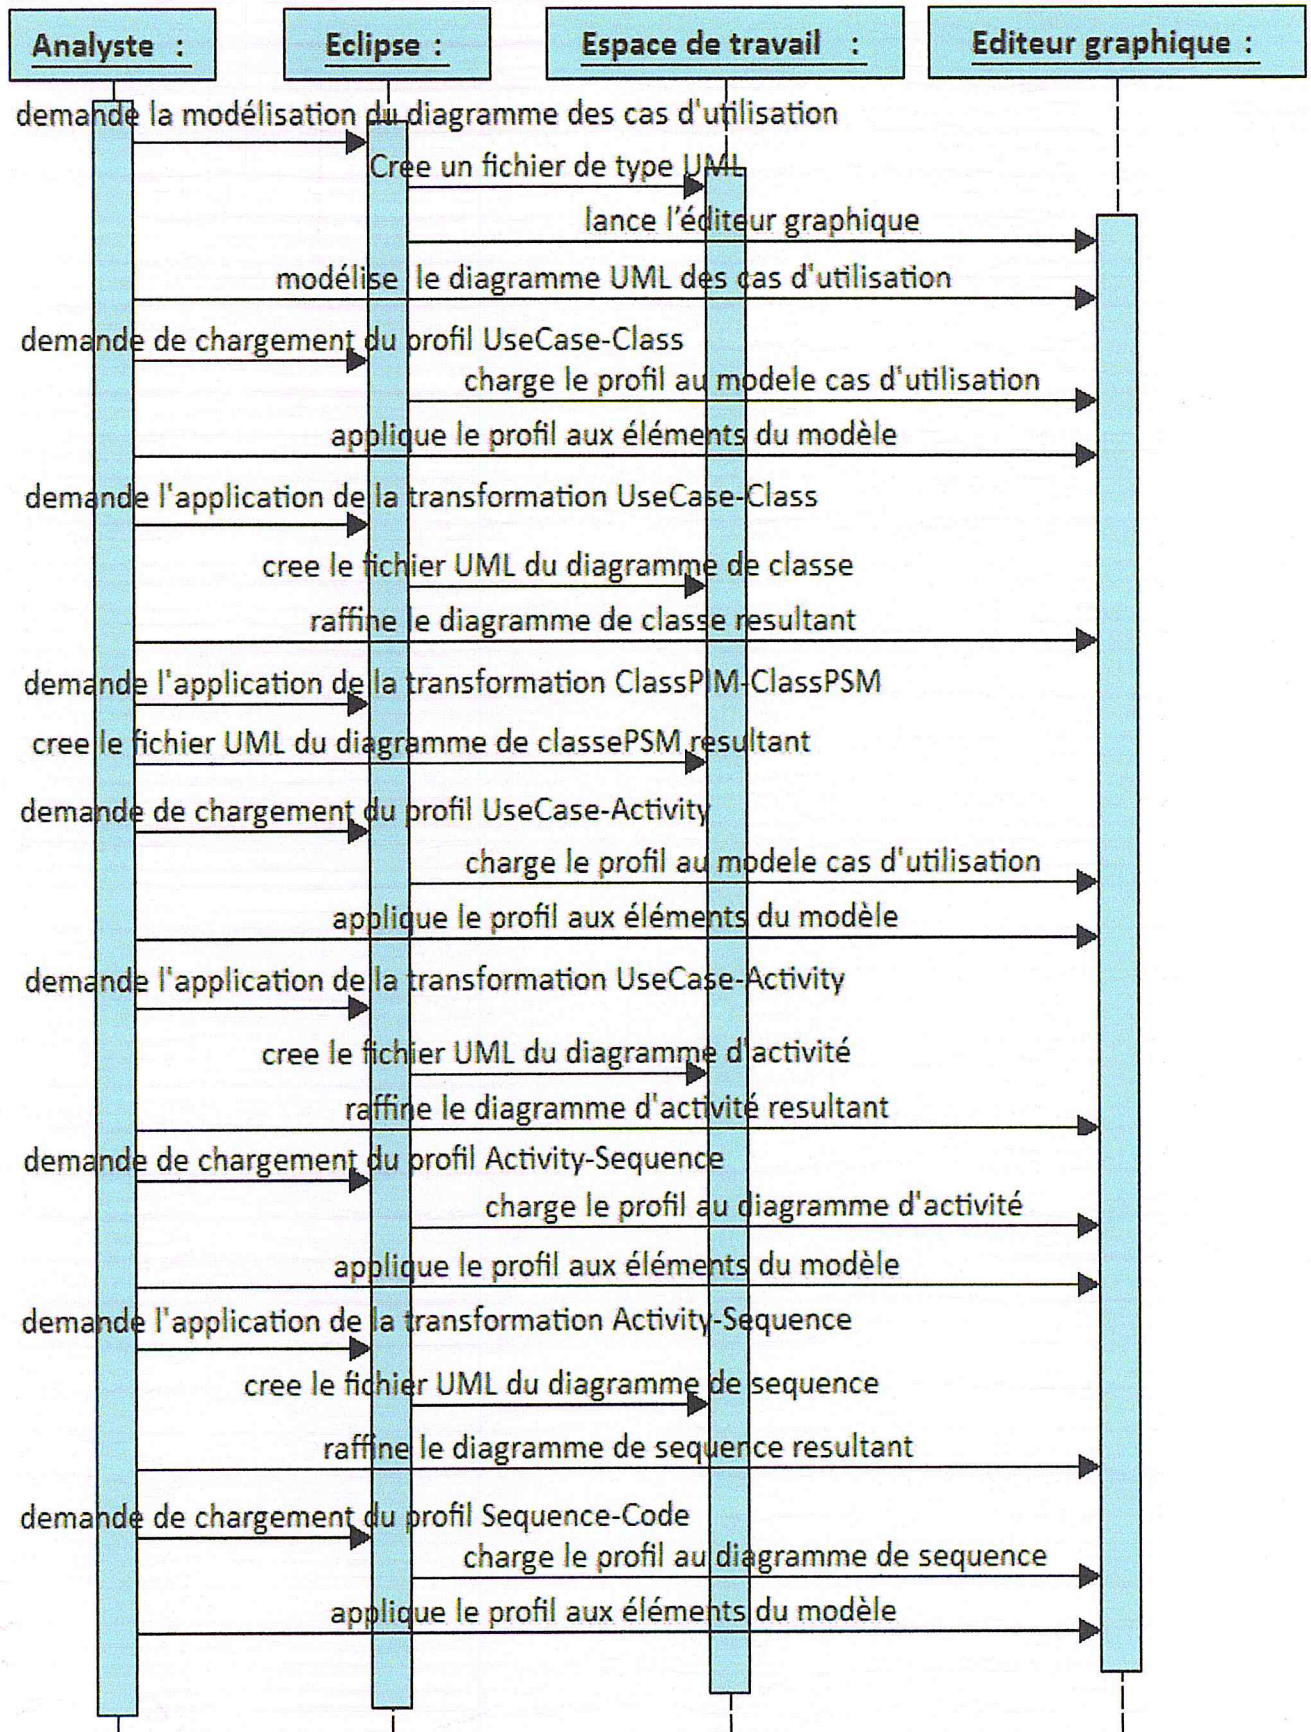 Analyste :
Eclipse :
Espace de travail :
Editeur graphique :
demande la modélisation du diagramme des cas d'utilisation
Cree un fichier de type UML
lance l'éditeur graphique
modélise le diagramme UML des cas d'utilisation
demande de chargement du profil UseCase-Class
charge le profil au modele cas d'utilisation
applique le profil aux éléments du modèle
demande l'application de la transformation UseCase-Class
cree le fichier UML du diagramme de classe
raffine le diagramme de classe resultant
demande l'application de la transformation ClassPIM-ClassPSM
cree le fichier UML du diagramme de classePSM resultant
demande de chargement du profil UseCase-Activity
charge le profil au modele cas d'utilisation
applique le profil aux éléments du modèle
demande l'application de la transformation UseCase-Activity
cree le fichier UML du diagramme d'activité
raffine le diagramme d'activité resultant
demande de chargement du profil Activity-Sequence
charge le profil au diagramme d'activité
applique le profil aux éléments du modèle
demande l'application de la transformation Activity-Sequence
cree le fichier UML du diagramme de sequence
raffine le diagramme de sequence resultant
demande de chargement du profil Sequence-Code
charge le profil au diagramme de sequence
applique le profil aux éléments du modèle